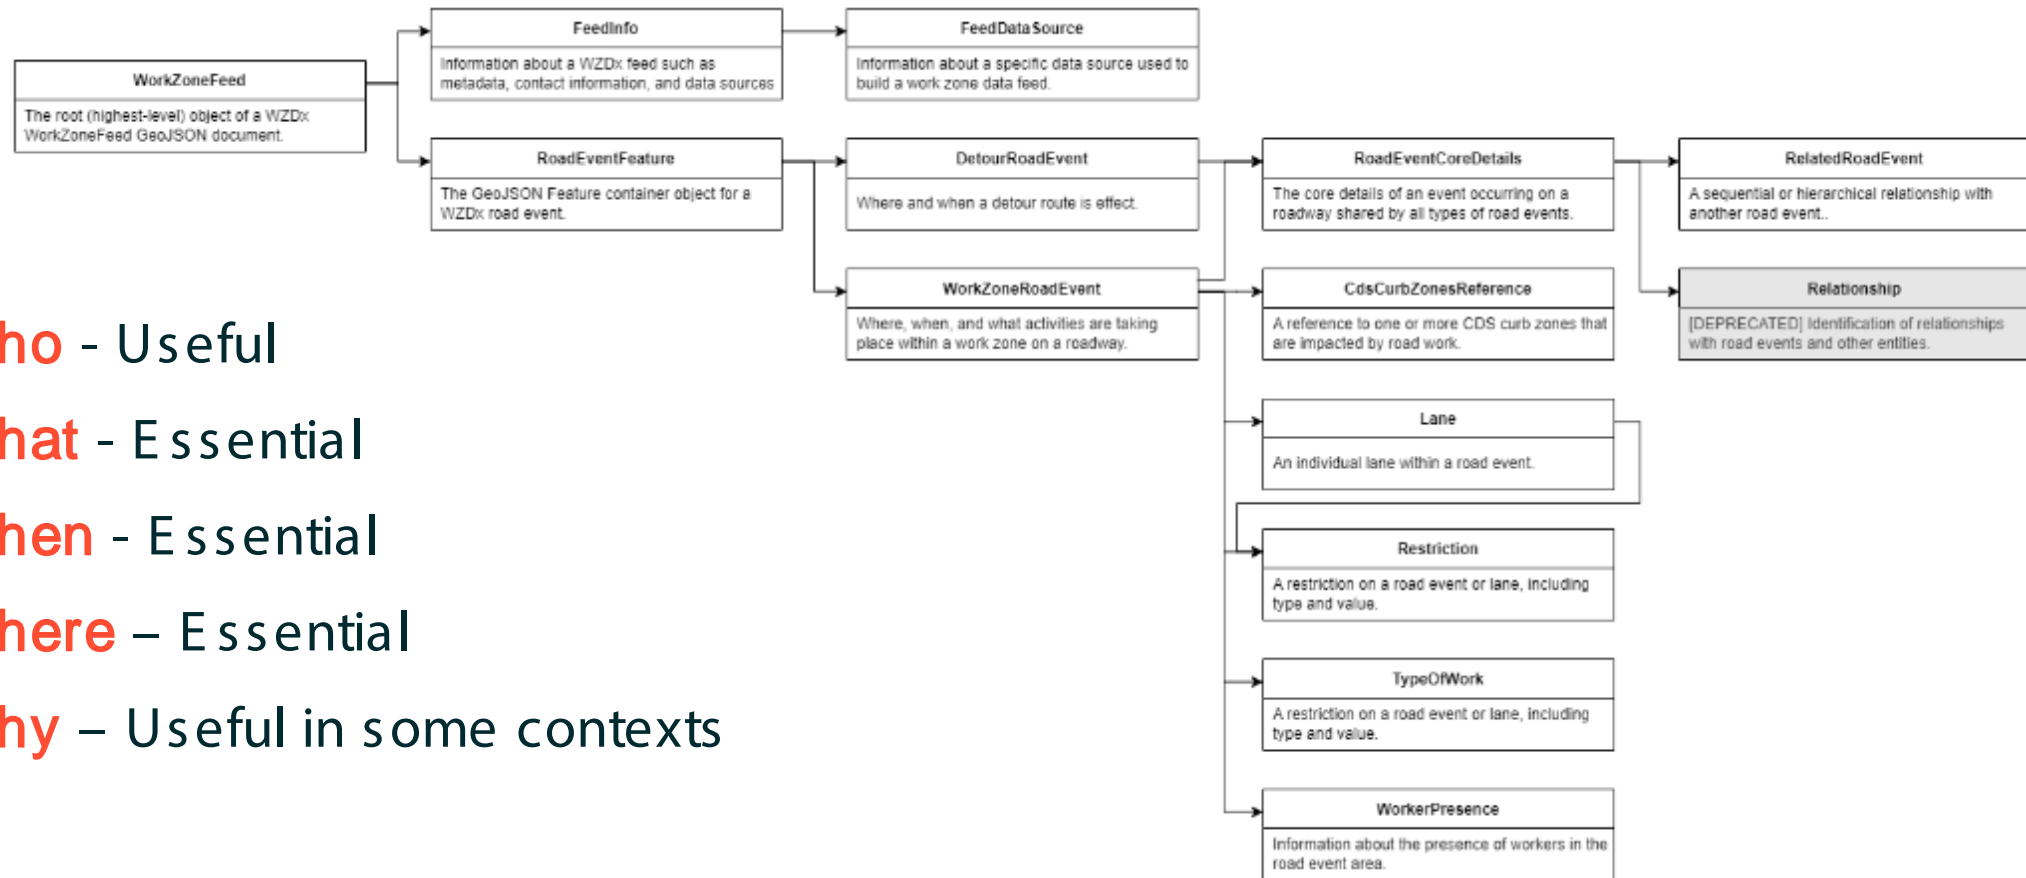 WorkZoneFeed
The root (highest-level) object of a WZDx
WorkZoneFeed GeoJSON document.
FeedInfo
Information about a WZDx feed such as
metadata, contact information, and data sources
FeedDataSource
Information about a specific data source used to
build a work zone data feed.
RoadEventFeature
The GeoJSON Feature container object for a
WZDx road event.
DetourRoadEvent
Where and when a detour route is effect.
RoadEventCoreDetails
The core details of an event occurring on a
roadway shared by all types of road events.
RelatedRoadEvent
A sequential or hierarchical relationship with
another road event..
WorkZoneRoadEvent
Where, when, and what activities are taking
place within a work zone on a roadway.
CdsCurbZonesReference
A reference to one or more CDS curb zones that
are impacted by road work.
Relationship
[DEPRECATED] Identification of relationships
with road events and other entities.
Lane
An individual lane within a road event.
Restriction
A restriction on a road event or lane, including
type and value.
TypeOfWork
A restriction on a road event or lane, including
type and value.
WorkerPresence
Information about the presence of workers in the
road event area.
ho - Useful
hat - Essential
hen - Essential
here – Essential
hy – Useful in some contexts